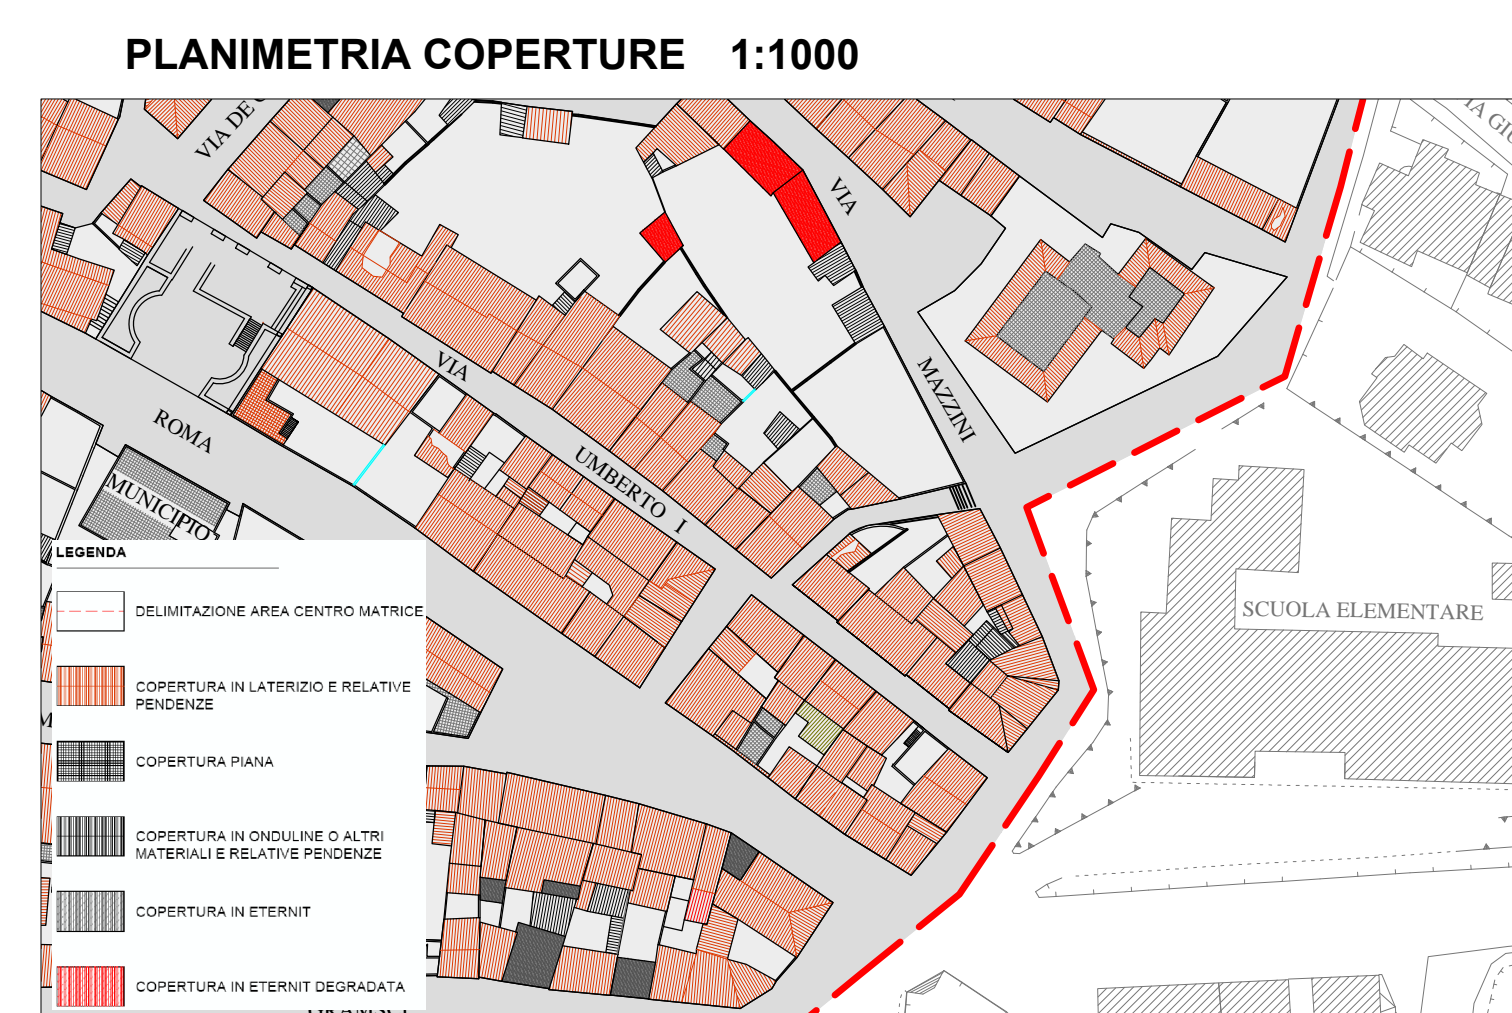 PLANIMETRIA COPERTURE 1:1000
VIA DE
VIA
VIA
MAZZINI
ROMA
UMBERTO I
MUNICIPIO
SCUOLA ELEMENTARE
LEGENDA
DELIMITAZIONE AREA CENTRO MATRICE
COPERTURA IN LATERIZIO E RELATIVE
PENDENZE
COPERTURA PIANA
COPERTURA IN ONDULINE O ALTRI
MATERIALI E RELATIVE PENDENZE
COPERTURA IN ETERNIT
COPERTURA IN ETERNIT DEGRADATA